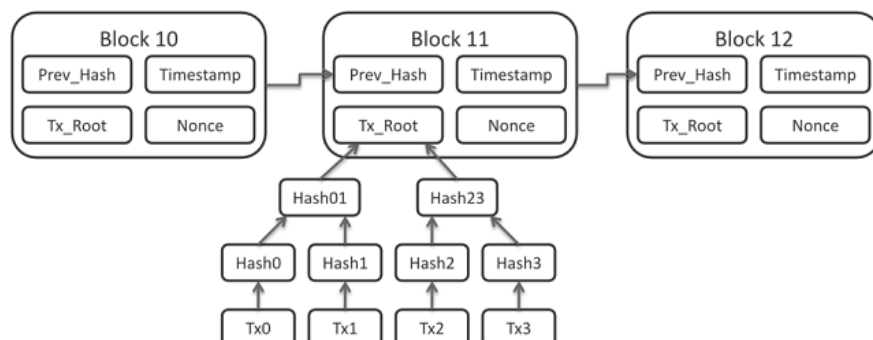 Block 10
Block 11
Block 12
Prev_Hash
Timestamp
Prev_Hash
Timestamp
Prev_Hash
Timestamp
Tx_Root
Nonce
Tx_Root
Nonce
Tx_Root
Nonce
Hash01
Hash23
Hash0
Hash1
Hash2
Hash3
Tx0
Tx1
Tx2
Tx3